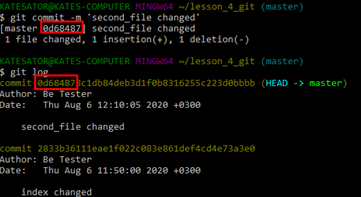 KATESATOR@KATES-KATOR MINGW64 ~/lesson_4_git (master)
$ git commit -m 'second_file changed'
[master 0d68487] second_file changed
1 file changed, 1 insertion(+), 1 deletion(-)
KATESATOR@KATES-KATOR MINGW64 ~/lesson_4_git (master)
$ git log
commit 0d684873c1db84deb3d1f0b8316255c223d0bbbb (HEAD -> master)
Author: Be Tester
Date: Thu Aug 6 12:10:05 2020 +0300
second_file changed
commit 2833b36111eae1f022c083e861def4cd4e73a3e0
Author: Be Tester
Date: Thu Aug 6 11:50:00 2020 +0300
index changed